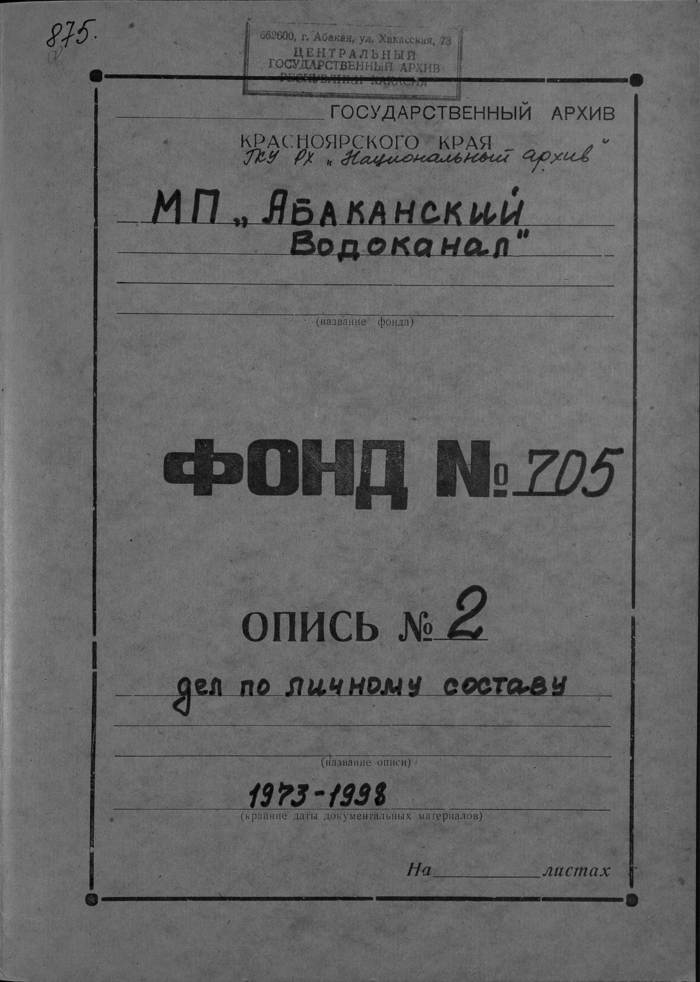 875.
662600, г. Абакан, ул. Хакасская, 73
ЦЕНТРАЛЬНЫЙ
ГОСУДАРСТВЕННЫЙ АРХИВ
РЕСПУБЛИКИ ХАКАСИЯ
ГОСУДАРСТВЕННЫЙ АРХИВ
КРАСНОЯРСКОГО КРАЯ
ГКУ РХ „Национальный архив"
МП „АБАКАНСКИЙ
Водоканал"
(название фонда)
ФОНД № 705
ОПИСЬ № 2
дел по личному составу
(название описи)
1973-1998
(крайние даты документальных материалов)
На листах